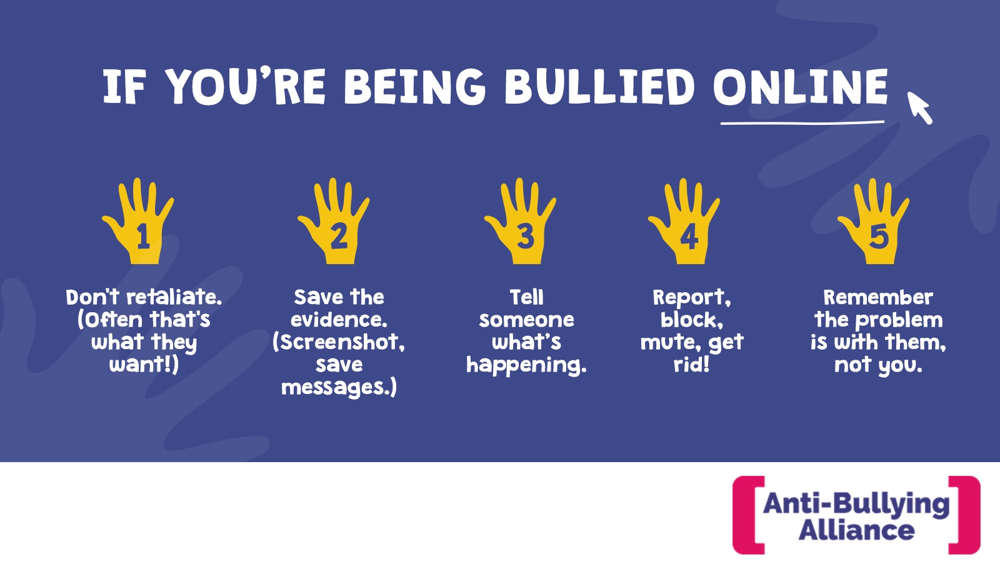 IF YOU'RE BEING BULLIED ONLINE
1
Don't retaliate.
(Often that's
what they
want!)
2
Save the
evidence.
(Screenshot,
save
messages.)
3
Tell
someone
what's
happening.
4
Report,
block,
mute, get
rid!
5
Remember
the problem
is with them,
not you.
Anti-Bullying
Alliance